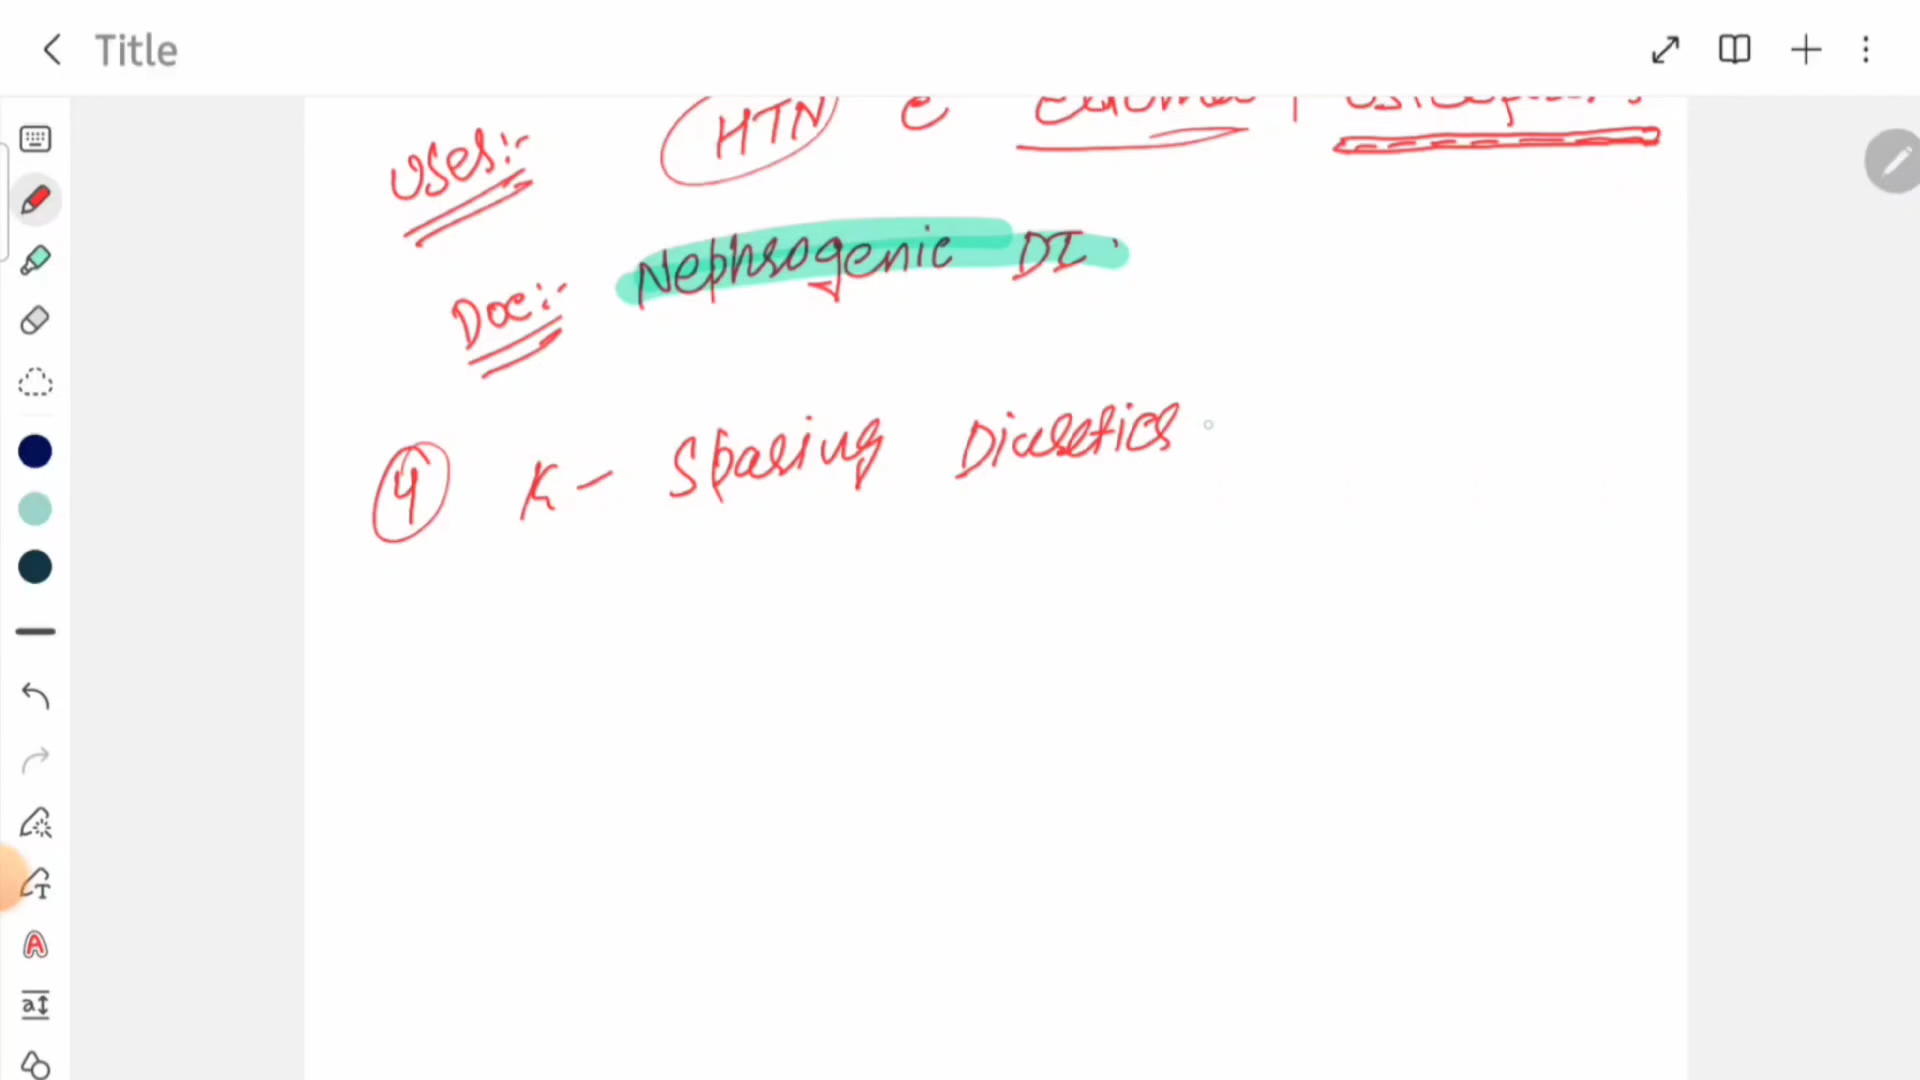 Title
Uses:- HTN c
Doc:- Nephrogenic DI.
4 K- Sparing Diuretics